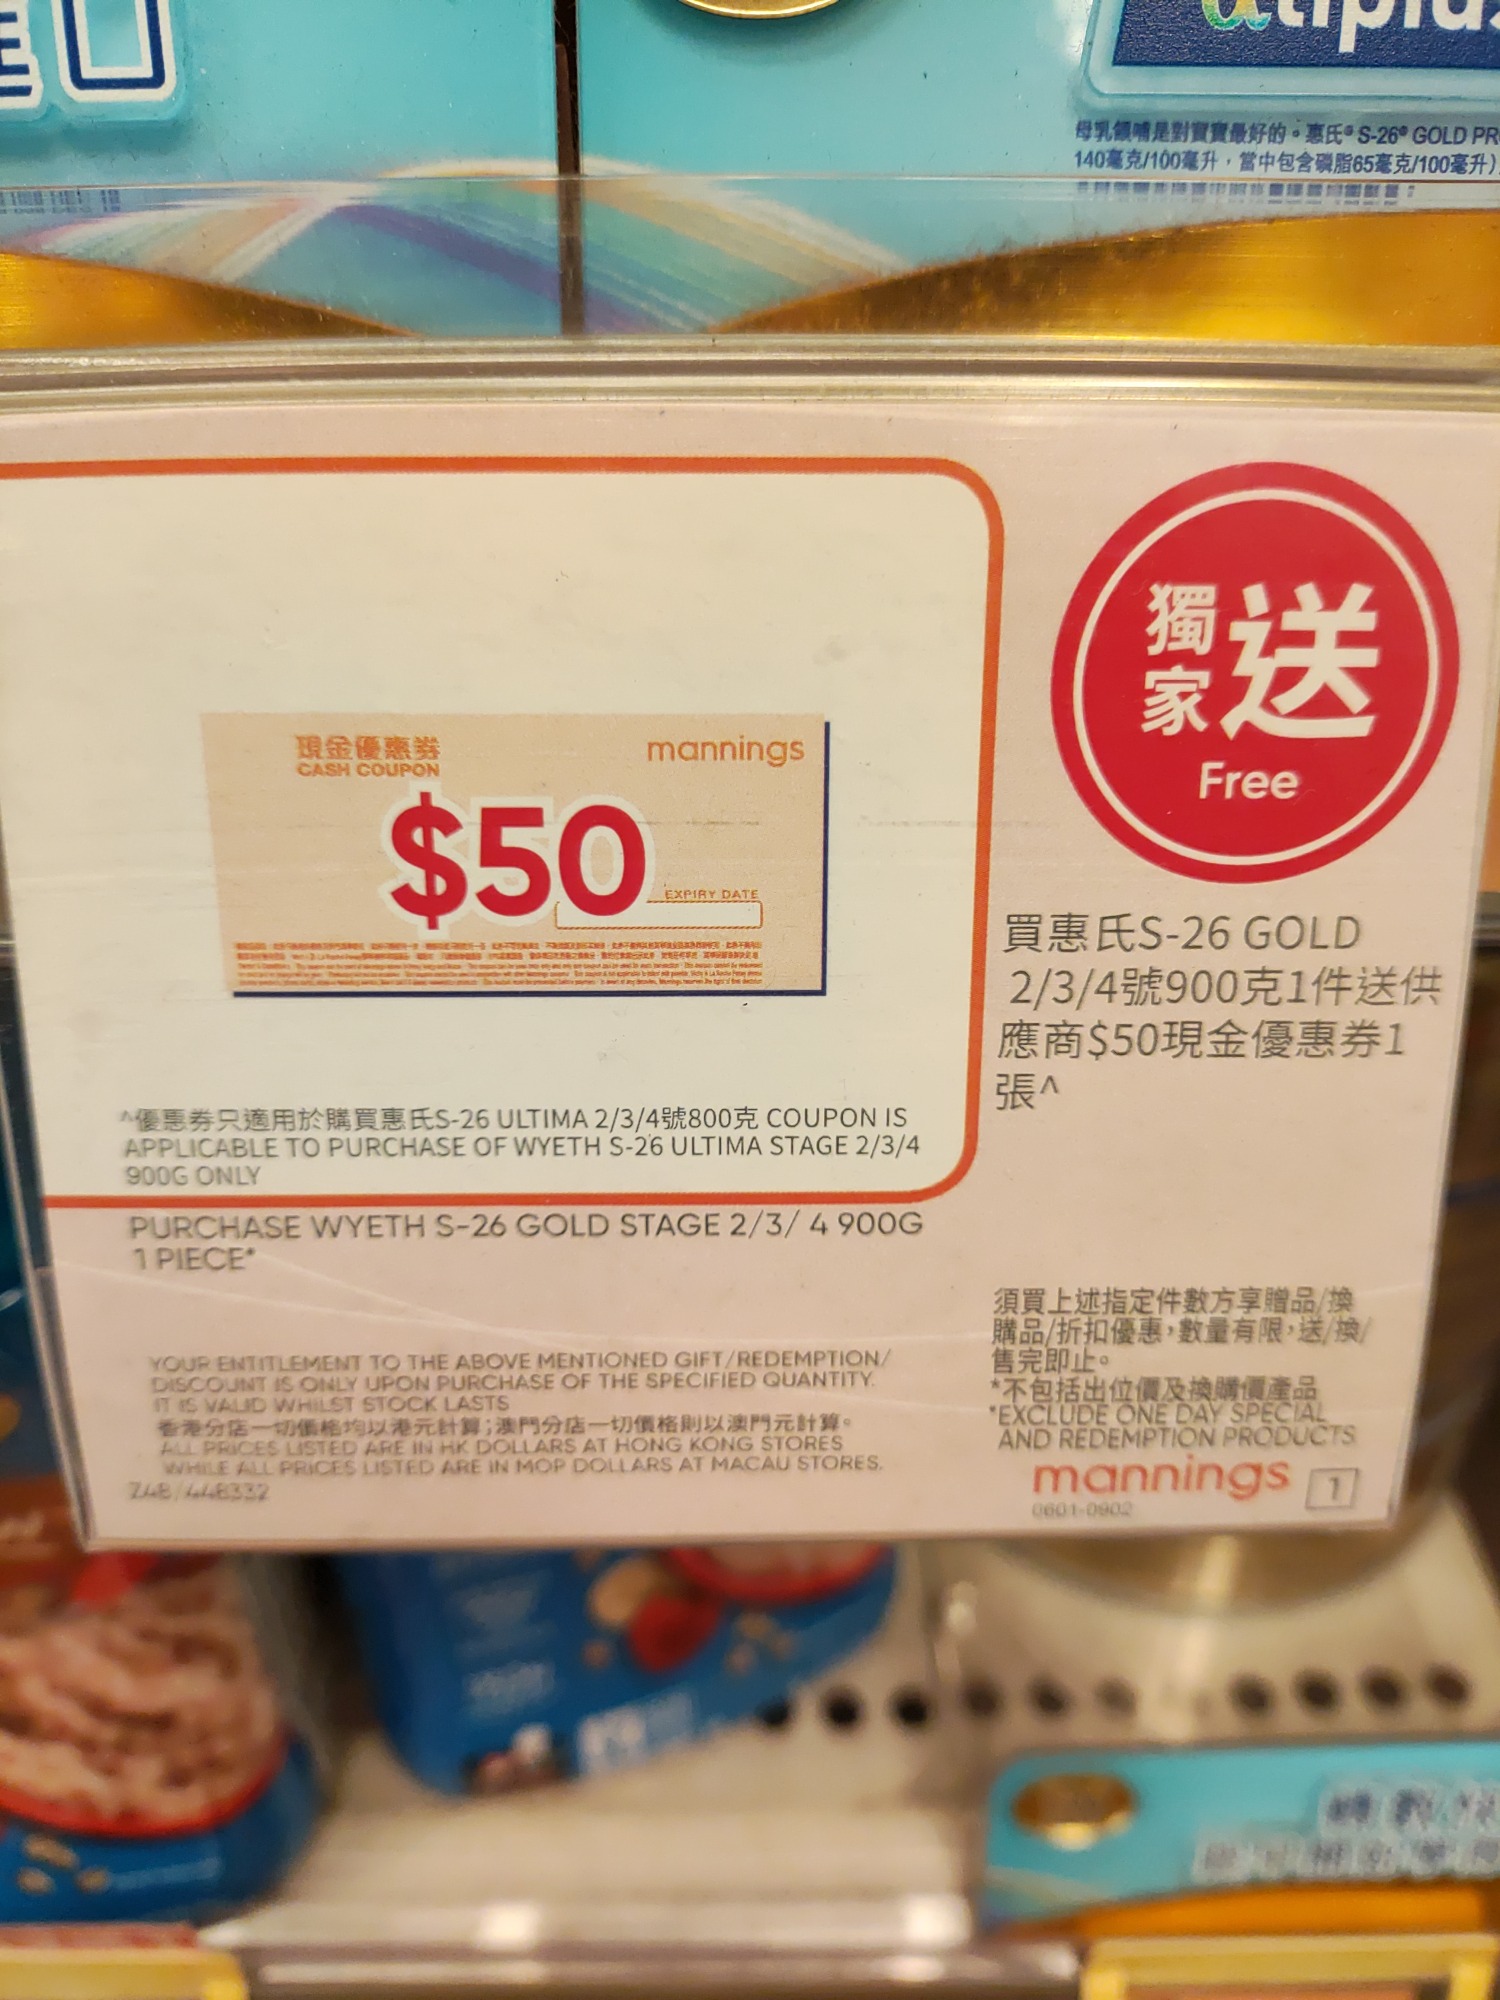 母乳餵哺是對寶寶最好的。惠氏® S-26® GOLD PR
140毫克/100毫升，當中包含磷脂65毫克/100毫升)
獨家送
Free
現金優惠券
CASH COUPON
mannings
$50
EXPIRY DATE
買惠氏S-26 GOLD
2/3/4號900克1件送供
應商$50現金優惠券1
張^
^優惠券只適用於購買惠氏S-26 ULTIMA 2/3/4號800克 COUPON IS
APPLICABLE TO PURCHASE OF WYETH S-26 ULTIMA STAGE 2/3/4
900G ONLY
PURCHASE WYETH S-26 GOLD STAGE 2/3/ 4 900G
1 PIECE*
須買上述指定件數方享贈品/換
購品/折扣優惠，數量有限，送/換/
售完即止。
*不包括出位價及換購價產品
*EXCLUDE ONE DAY SPECIAL
AND REDEMPTION PRODUCTS
YOUR ENTITLEMENT TO THE ABOVE MENTIONED GIFT/REDEMPTION/
DISCOUNT IS ONLY UPON PURCHASE OF THE SPECIFIED QUANTITY.
IT IS VALID WHILST STOCK LASTS
香港分店一切價格均以港元計算；澳門分店一切價格則以澳門元計算。
ALL PRICES LISTED ARE IN HK DOLLARS AT HONG KONG STORES
WHILE ALL PRICES LISTED ARE IN MOP DOLLARS AT MACAU STORES.
248/448332
mannings 1
0601-0902